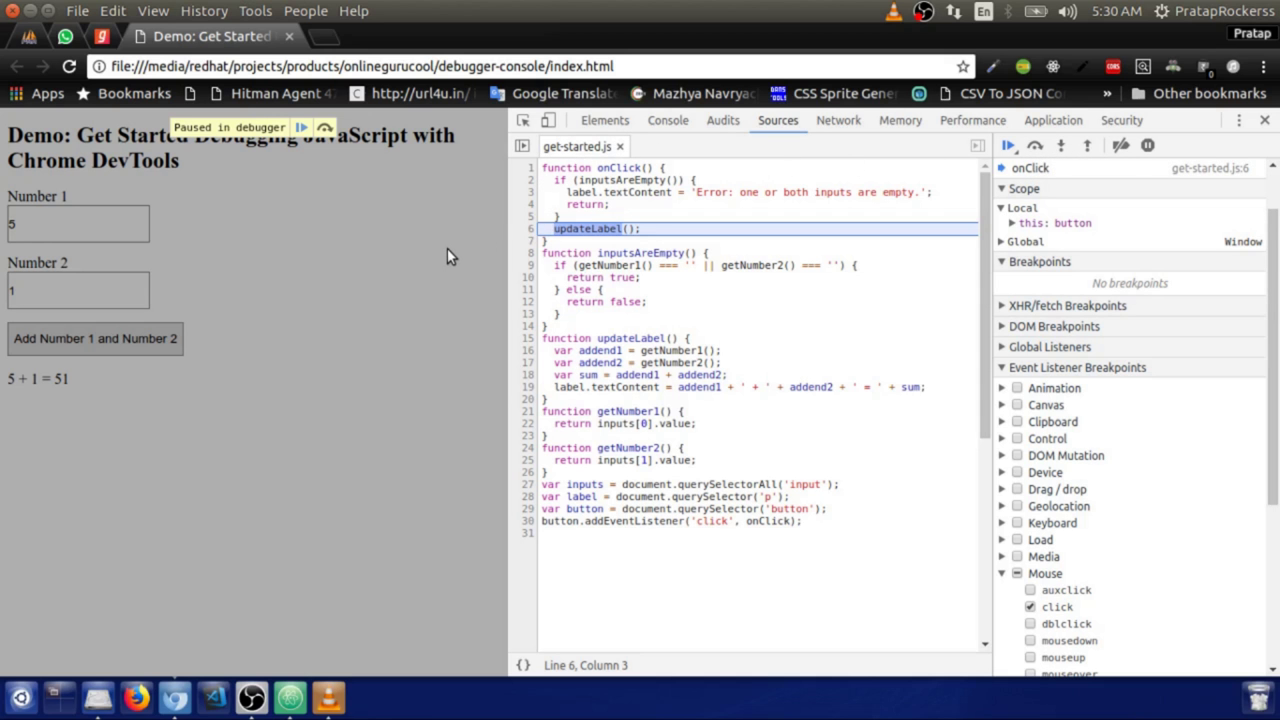 File Edit View History Tools People Help
En
5:30 AM
PratapRockerss
Demo: Get Started
Pratap
file:///media/redhat/projects/products/onlinegurucool/debugger-console/index.html
CORS
0
Apps
Bookmarks
Hitman Agent 47
http://url4u.in/
Google Translat
Mazhya Navryac
CSS Sprite Gene
CSV To JSON Co
»
Other bookmarks
Paused in debugger
Demo: Get Started Debugging JavaScript with
Chrome DevTools
Number 1
5
Number 2
1
Add Number 1 and Number 2
5 + 1 = 51
Elements Console Audits Sources Network Memory Performance Application Security
get-started.js
1 function onClick() {
2 if (inputsAreEmpty()) {
3 label.textContent = 'Error: one or both inputs are empty.';
4 return;
5 }
6 updateLabel();
7 }
8 function inputsAreEmpty() {
9 if (getNumber1() === '' || getNumber2() === '') {
10 return true;
11 } else {
12 return false;
13 }
14 }
15 function updateLabel() {
16 var addend1 = getNumber1();
17 var addend2 = getNumber2();
18 var sum = addend1 + addend2;
19 label.textContent = addend1 + ' + ' + addend2 + ' = ' + sum;
20 }
21 function getNumber1() {
22 return inputs[0].value;
23 }
24 function getNumber2() {
25 return inputs[1].value;
26 }
27 var inputs = document.querySelectorAll('input');
28 var label = document.querySelector('p');
29 var button = document.querySelector('button');
30 button.addEventListener('click', onClick);
31
{} Line 6, Column 3
onClick get-started.js:6
Scope
Local
this: button
Global Window
Breakpoints
No breakpoints
XHR/fetch Breakpoints
DOM Breakpoints
Global Listeners
Event Listener Breakpoints
Animation
Canvas
Clipboard
Control
DOM Mutation
Device
Drag / drop
Geolocation
Keyboard
Load
Media
Mouse
auxclick
click
dblclick
mousedown
mouseup
mouseover